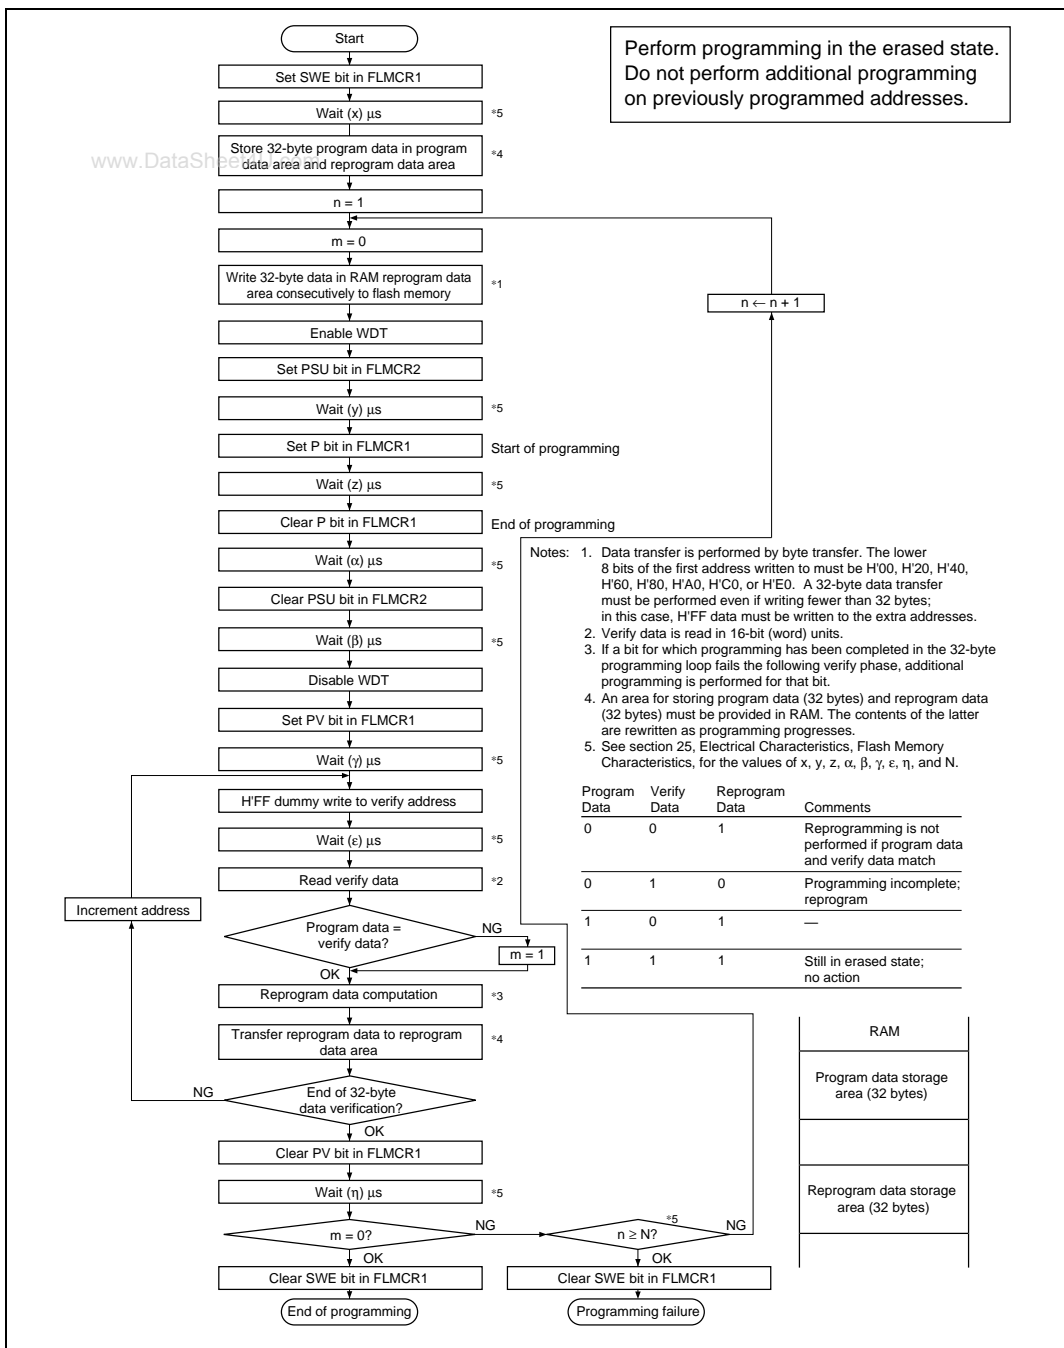 Start
Perform programming in the erased state.
Do not perform additional programming
on previously programmed addresses.
Set SWE bit in FLMCR1
Wait (x) μs
*5
Store 32-byte program data in program
data area and reprogram data area
*4
www.DataSheet4U.com
n = 1
m = 0
Write 32-byte data in RAM reprogram data
area consecutively to flash memory
*1
n ← n + 1
Enable WDT
Set PSU bit in FLMCR2
Wait (y) μs
*5
Set P bit in FLMCR1
Start of programming
Wait (z) μs
*5
Clear P bit in FLMCR1
End of programming
Wait (α) μs
*5
Clear PSU bit in FLMCR2
Wait (β) μs
*5
Disable WDT
Set PV bit in FLMCR1
Wait (γ) μs
*5
H'FF dummy write to verify address
Wait (ε) μs
*5
Read verify data
*2
Increment address
Program data =
verify data?
NG
m = 1
OK
Reprogram data computation
*3
Transfer reprogram data to reprogram
data area
*4
NG
End of 32-byte
data verification?
OK
Clear PV bit in FLMCR1
Wait (η) μs
*5
m = 0?
NG
*5
n ≥ N?
NG
OK
OK
Clear SWE bit in FLMCR1
Clear SWE bit in FLMCR1
End of programming
Programming failure
Notes: 1. Data transfer is performed by byte transfer. The lower
8 bits of the first address written to must be H'00, H'20, H'40,
H'60, H'80, H'A0, H'C0, or H'E0. A 32-byte data transfer
must be performed even if writing fewer than 32 bytes;
in this case, H'FF data must be written to the extra addresses.
2. Verify data is read in 16-bit (word) units.
3. If a bit for which programming has been completed in the 32-byte
programming loop fails the following verify phase, additional
programming is performed for that bit.
4. An area for storing program data (32 bytes) and reprogram data
(32 bytes) must be provided in RAM. The contents of the latter
are rewritten as programming progresses.
5. See section 25, Electrical Characteristics, Flash Memory
Characteristics, for the values of x, y, z, α, β, γ, ε, η, and N.
Program Verify Reprogram
Data Data Data Comments
0 0 1 Reprogramming is not
performed if program data
and verify data match
0 1 0 Programming incomplete;
reprogram
1 0 1 —
1 1 1 Still in erased state;
no action
RAM
Program data storage
area (32 bytes)
Reprogram data storage
area (32 bytes)